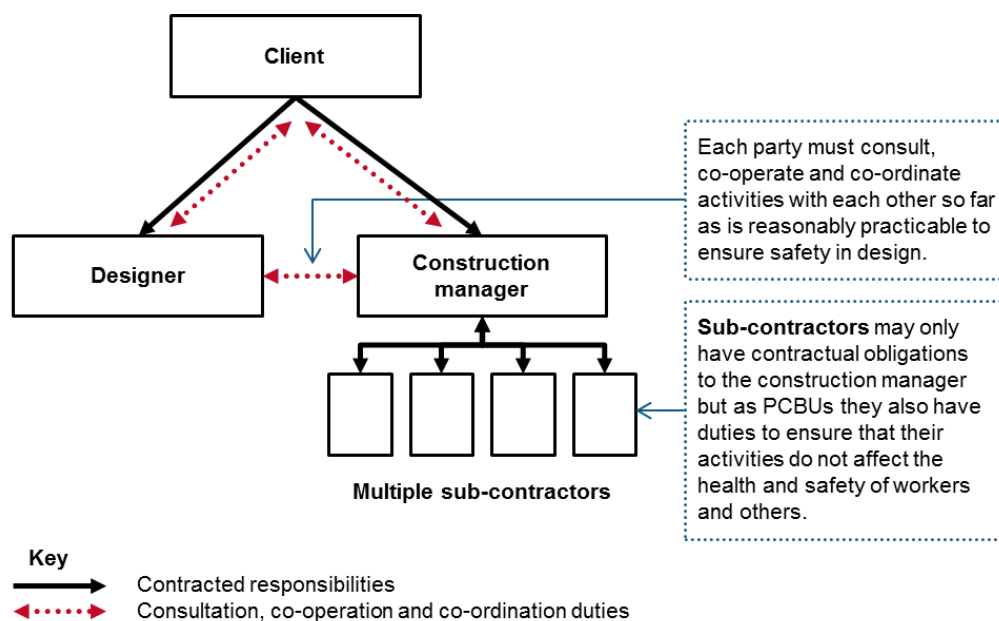 Client
Each party must consult,
co-operate and co-ordinate
activities with each other so far
as is reasonably practicable to
ensure safety in design.
Designer
Construction
manager
Sub-contractors may only
have contractual obligations
to the construction manager
but as PCBUs they also have
duties to ensure that their
activities do not affect the
health and safety of workers
and others.
Multiple sub-contractors
Key
Contracted responsibilities
Consultation, co-operation and co-ordination duties